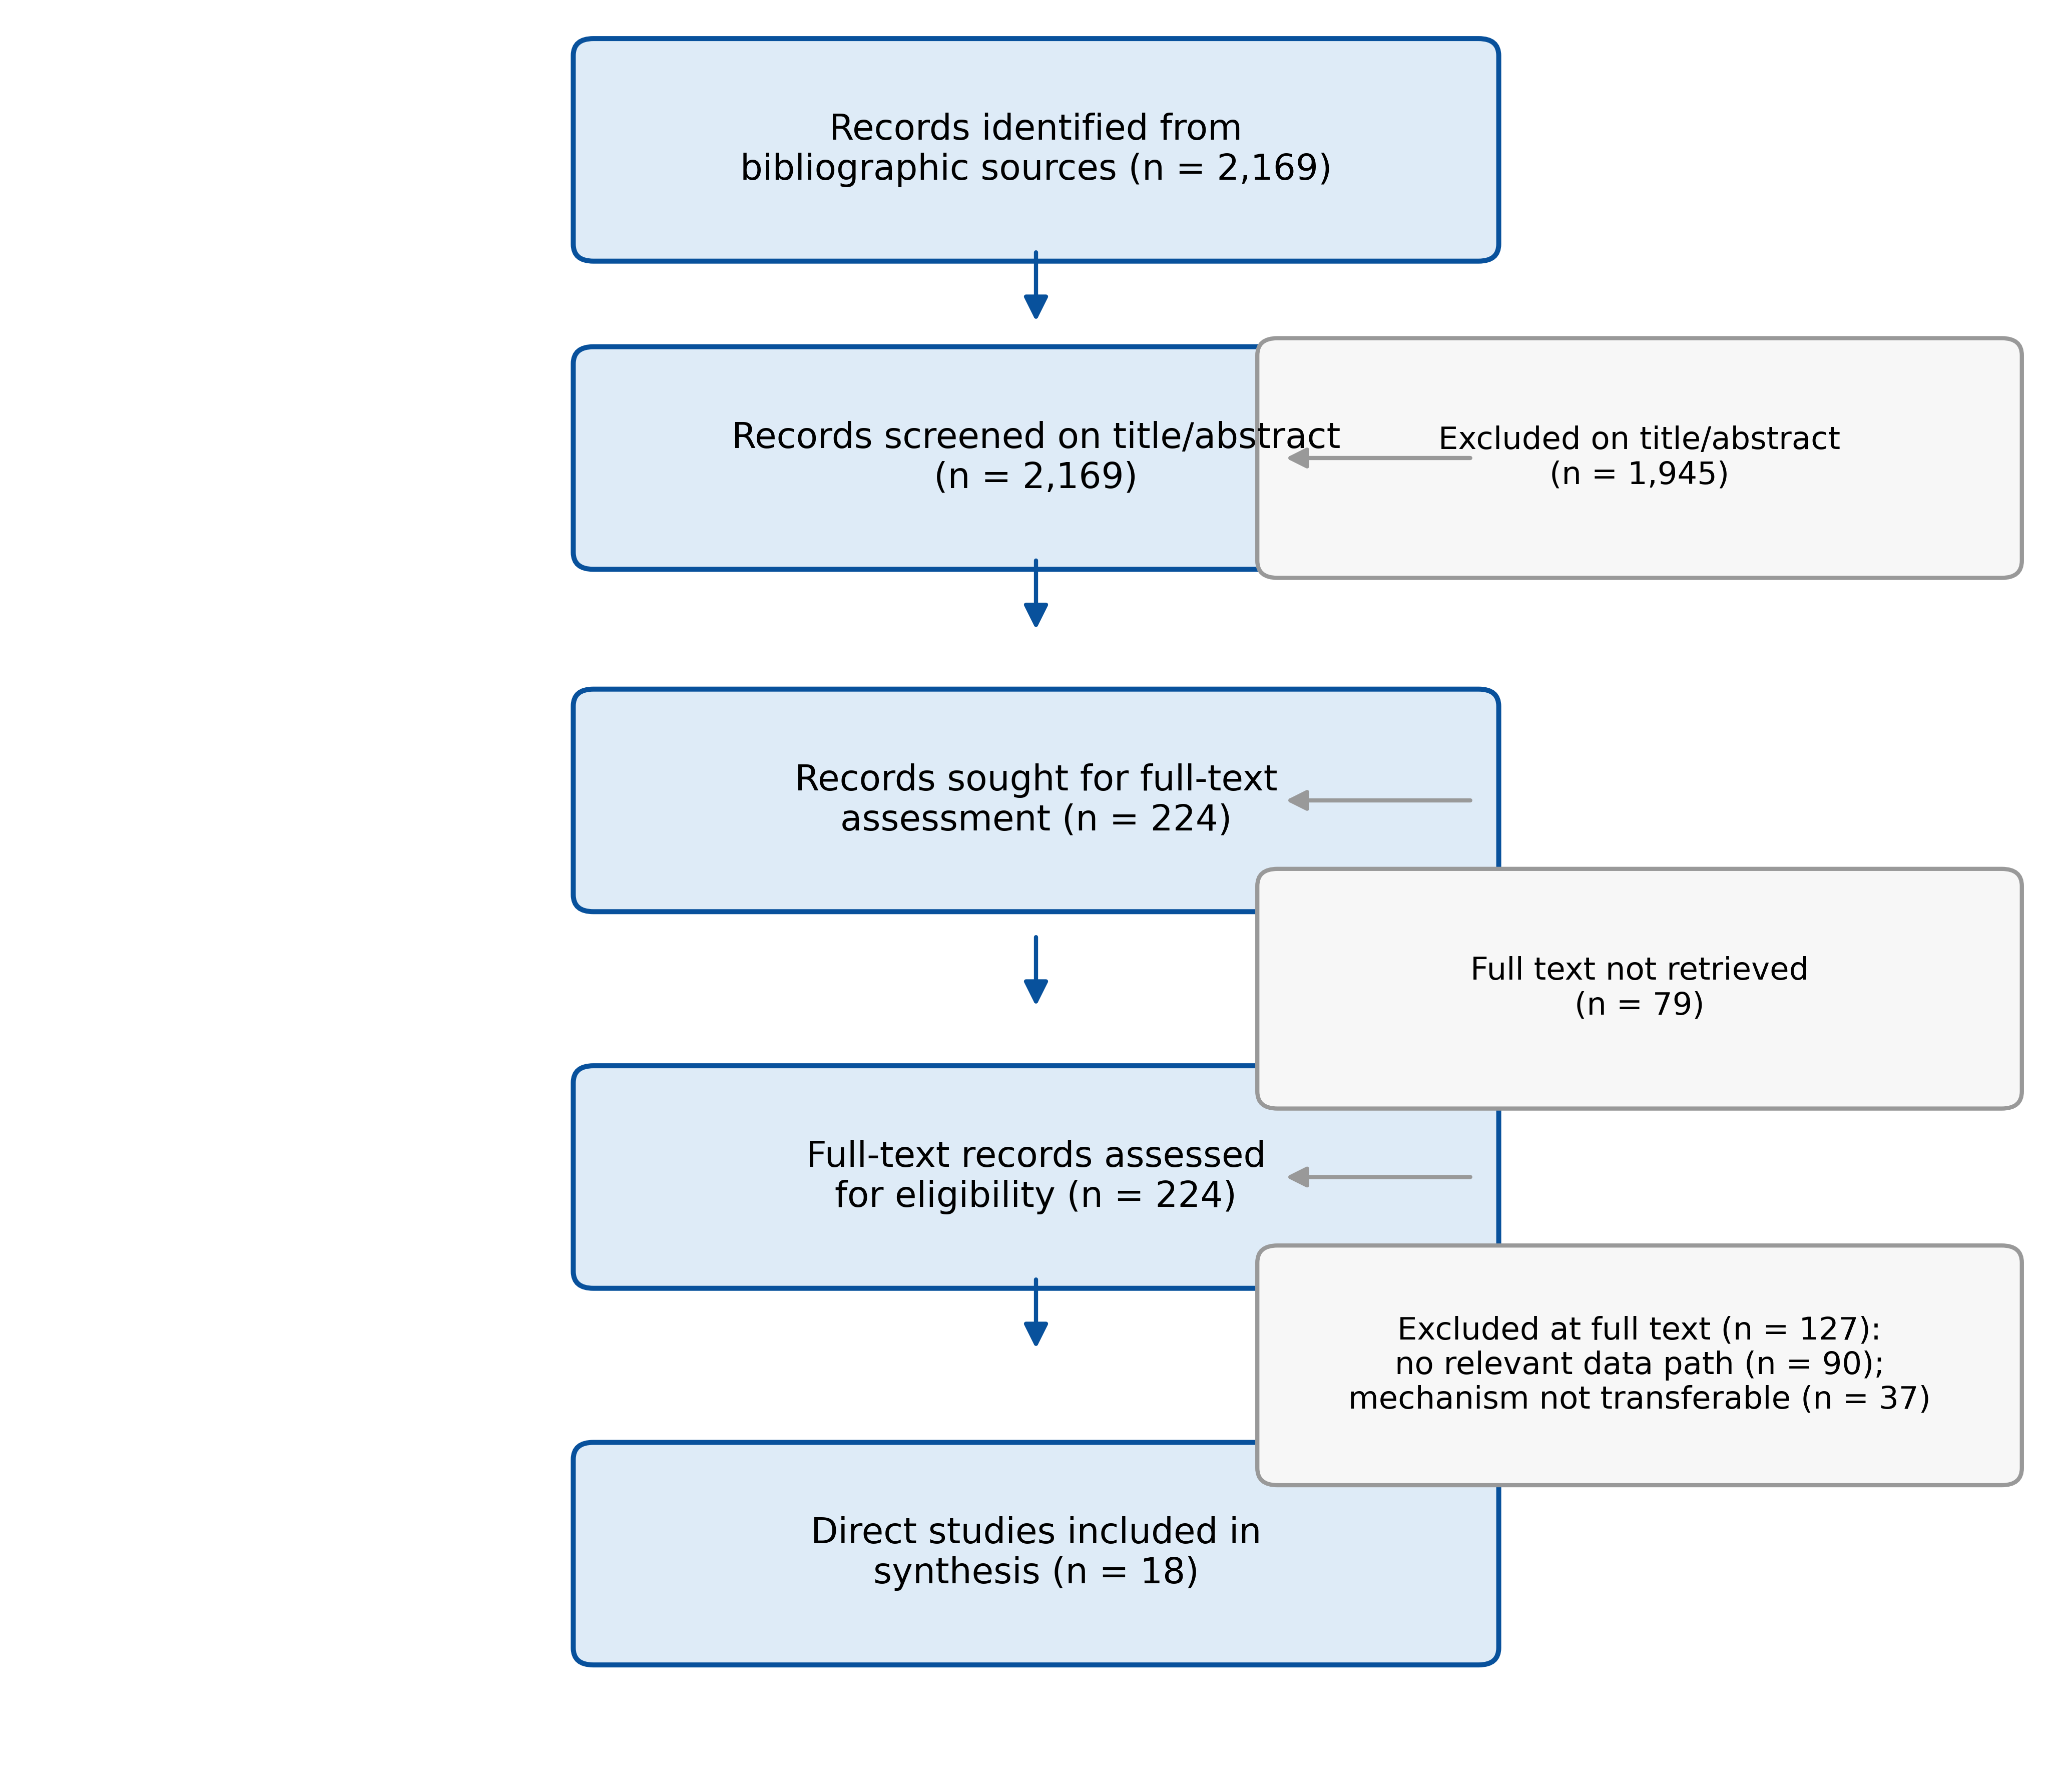 Records identified from
bibliographic sources (n = 2,169)
Records screened on title/abstract
(n = 2,169)
Excluded on title/abstract
(n = 1,945)
Records sought for full-text
assessment (n = 224)
Full text not retrieved
(n = 79)
Full-text records assessed
for eligibility (n = 224)
Excluded at full text (n = 127):
no relevant data path (n = 90);
mechanism not transferable (n = 37)
Direct studies included in
synthesis (n = 18)